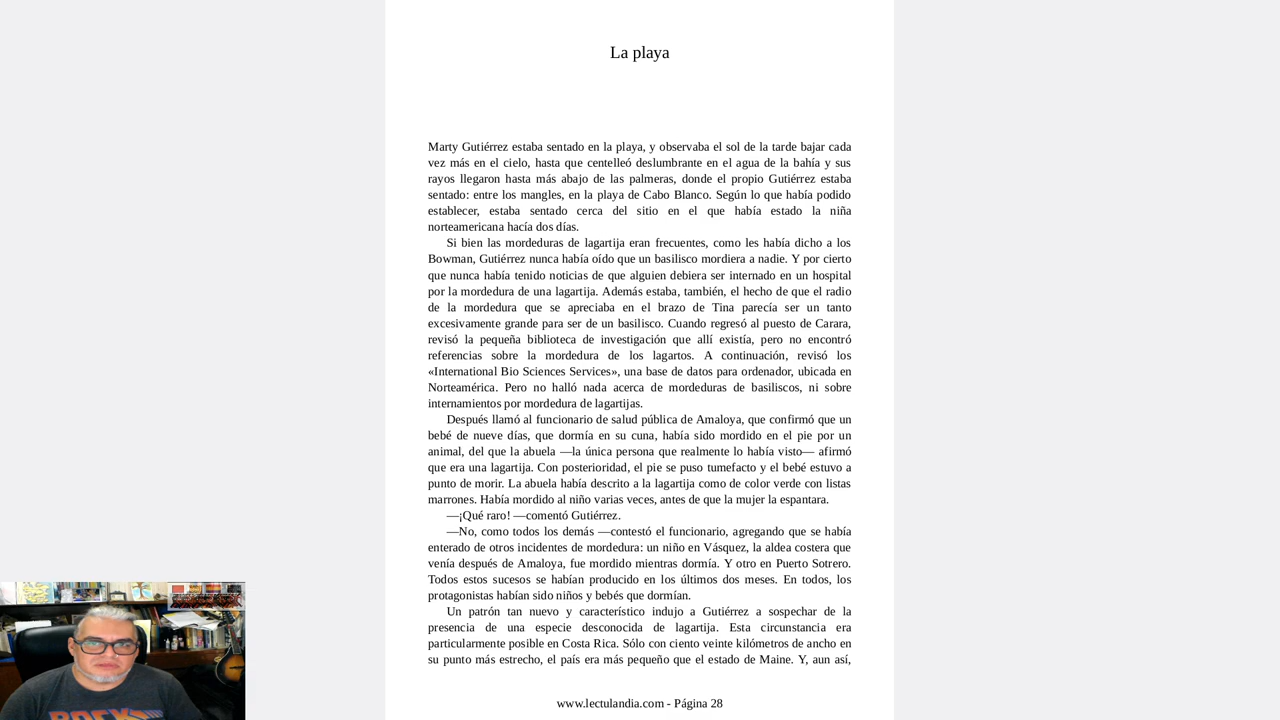 La playa
Marty Gutiérrez estaba sentado en la playa, y observaba el sol de la tarde bajar cada
vez más en el cielo, hasta que centelleó deslumbrante en el agua de la bahía y sus
rayos llegaron hasta más abajo de las palmeras, donde el propio Gutiérrez estaba
sentado: entre los mangles, en la playa de Cabo Blanco. Según lo que había podido
establecer, estaba sentado cerca del sitio en el que había estado la niña
norteamericana hacía dos días.
Si bien las mordeduras de lagartija eran frecuentes, como les había dicho a los
Bowman, Gutiérrez nunca había oído que un basilisco mordiera a nadie. Y por cierto
que nunca había tenido noticias de que alguien debiera ser internado en un hospital
por la mordedura de una lagartija. Además estaba, también, el hecho de que el radio
de la mordedura que se apreciaba en el brazo de Tina parecía ser un tanto
excesivamente grande para ser de un basilisco. Cuando regresó al puesto de Carara,
revisó la pequeña biblioteca de investigación que allí existía, pero no encontró
referencias sobre la mordedura de los lagartos. A continuación, revisó los
«International Bio Sciences Services», una base de datos para ordenador, ubicada en
Norteamérica. Pero no halló nada acerca de mordeduras de basiliscos, ni sobre
internamientos por mordedura de lagartijas.
Después llamó al funcionario de salud pública de Amaloya, que confirmó que un
bebé de nueve días, que dormía en su cuna, había sido mordido en el pie por un
animal, del que la abuela —la única persona que realmente lo había visto— afirmó
que era una lagartija. Con posterioridad, el pie se puso tumefacto y el bebé estuvo a
punto de morir. La abuela había descrito a la lagartija como de color verde con listas
marrones. Había mordido al niño varias veces, antes de que la mujer la espantara.
—¡Qué raro! —comentó Gutiérrez.
—No, como todos los demás —contestó el funcionario, agregando que se había
enterado de otros incidentes de mordedura: un niño en Vásquez, la aldea costera que
venía después de Amaloya, fue mordido mientras dormía. Y otro en Puerto Sotrero.
Todos estos sucesos se habían producido en los últimos dos meses. En todos, los
protagonistas habían sido niños y bebés que dormían.
Un patrón tan nuevo y característico indujo a Gutiérrez a sospechar de la
presencia de una especie desconocida de lagartija. Esta circunstancia era
particularmente posible en Costa Rica. Sólo con ciento veinte kilómetros de ancho en
su punto más estrecho, el país era más pequeño que el estado de Maine. Y, aun así,
www.lectulandia.com - Página 28